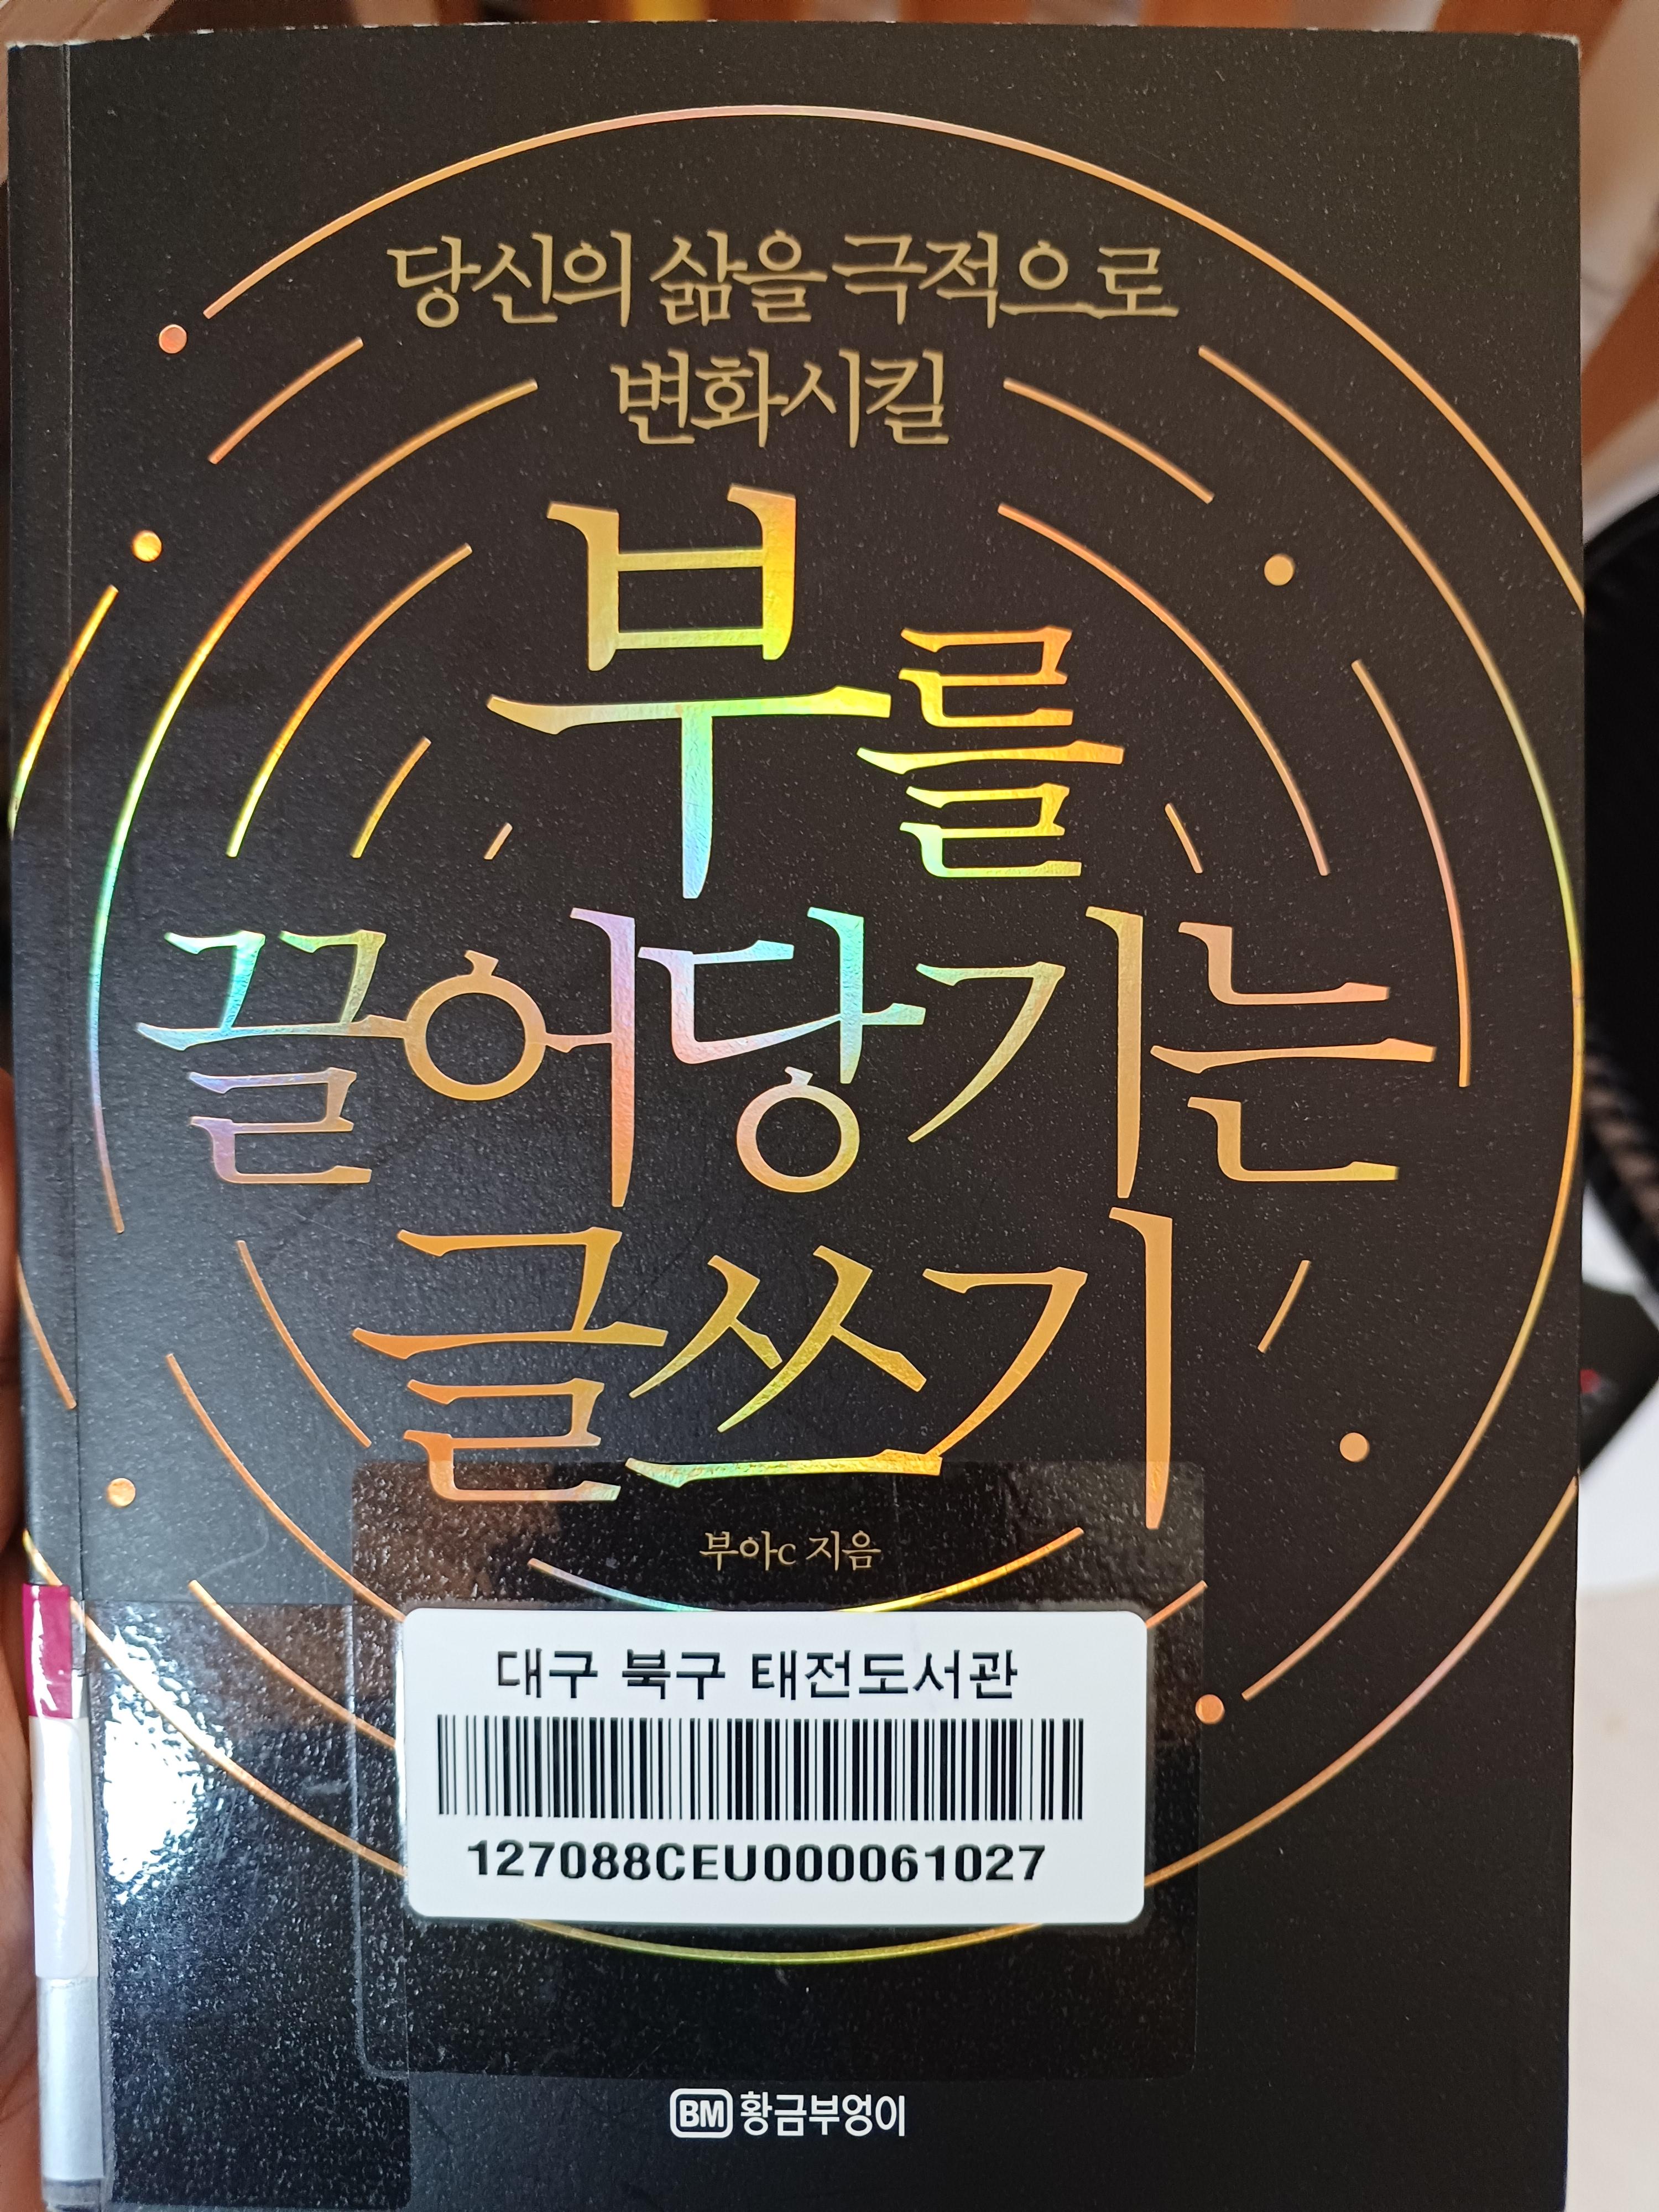 당신의 삶을 극적으로
변화시킬
부를
끌어당기는
글쓰기
부아c 지음
대구 북구 태전도서관
127088CEU000061027
BM 황금부엉이